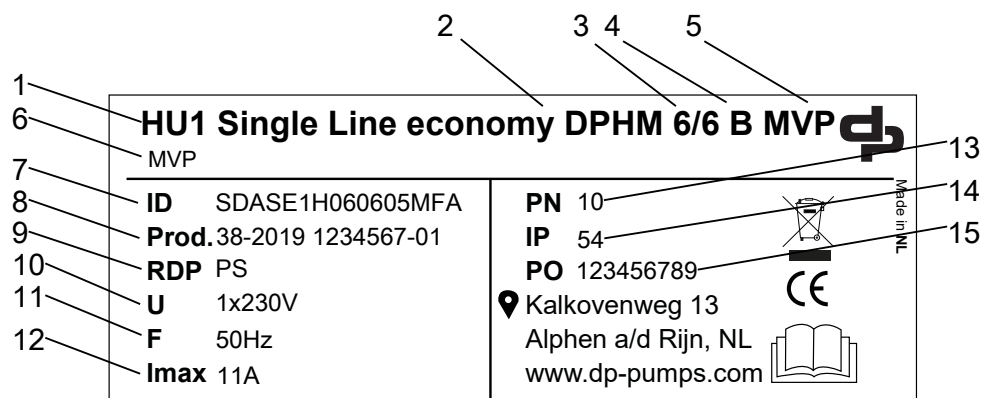 2 3 4 5
1
HU1 Single Line economy DPHM 6/6 B MVP dp
6
MVP
7
ID SDASE1H060605MFA
8
Prod. 38-2019 1234567-01
9
RDP PS
10
U 1x230V
11
F 50Hz
12
Imax 11A
13
PN 10
14
IP 54
15
PO 123456789
Kalkovenweg 13
Alphen a/d Rijn, NL
www.dp-pumps.com
Made in NL
CE